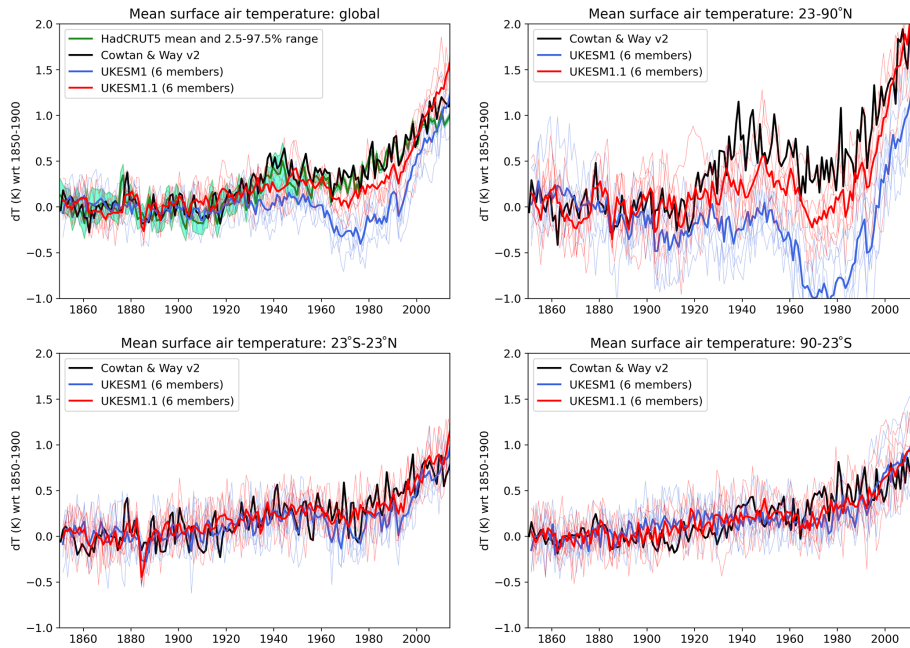 Mean surface air temperature: global
2.0
1.5
1.0
0.5
0.0
−0.5
−1.0
dT (K) wrt 1850-1900
HadCRUT5 mean and 2.5-97.5% range
Cowtan & Way v2
UKESM1 (6 members)
UKESM1.1 (6 members)
1860 1880 1900 1920 1940 1960 1980 2000
Mean surface air temperature: 23-90°N
2.0
1.5
1.0
0.5
0.0
−0.5
−1.0
dT (K) wrt 1850-1900
Cowtan & Way v2
UKESM1 (6 members)
UKESM1.1 (6 members)
1860 1880 1900 1920 1940 1960 1980 2000
Mean surface air temperature: 23°S-23°N
2.0
1.5
1.0
0.5
0.0
−0.5
−1.0
dT (K) wrt 1850-1900
Cowtan & Way v2
UKESM1 (6 members)
UKESM1.1 (6 members)
1860 1880 1900 1920 1940 1960 1980 2000
Mean surface air temperature: 90-23°S
2.0
1.5
1.0
0.5
0.0
−0.5
−1.0
dT (K) wrt 1850-1900
Cowtan & Way v2
UKESM1 (6 members)
UKESM1.1 (6 members)
1860 1880 1900 1920 1940 1960 1980 2000